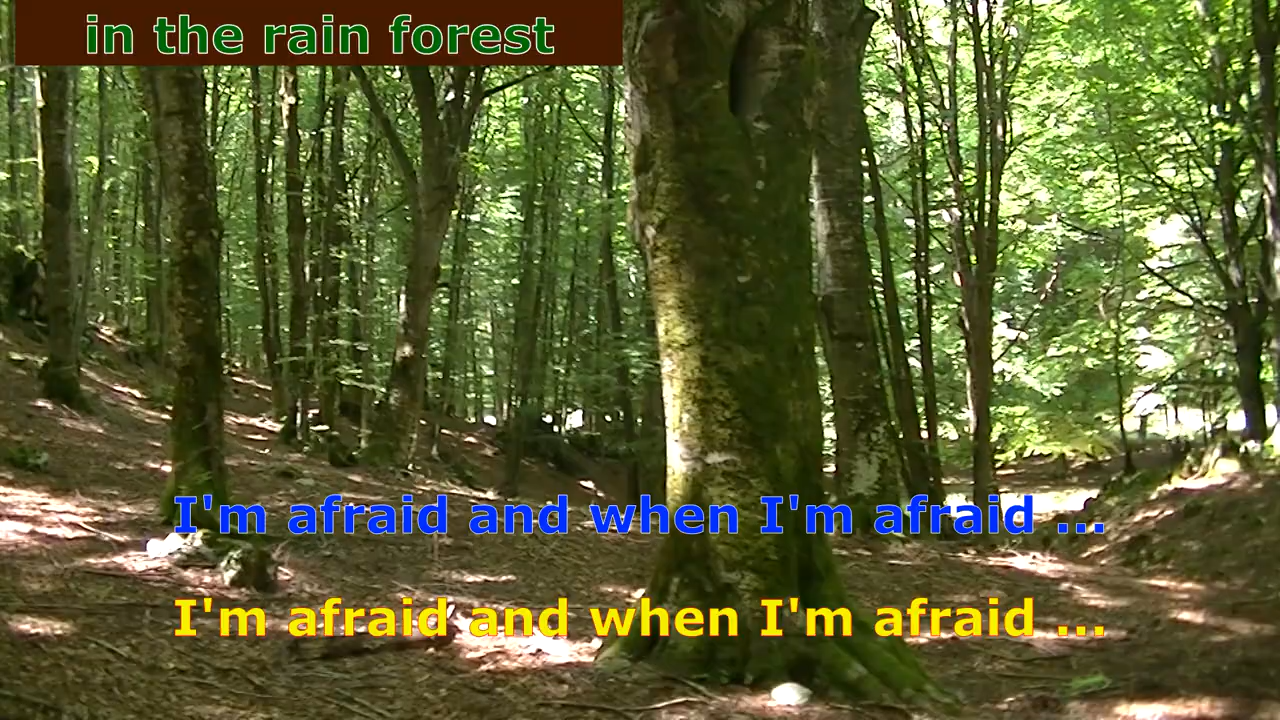 in the rain forest
I'm afraid and when I'm afraid ...
I'm afraid and when I'm afraid ...